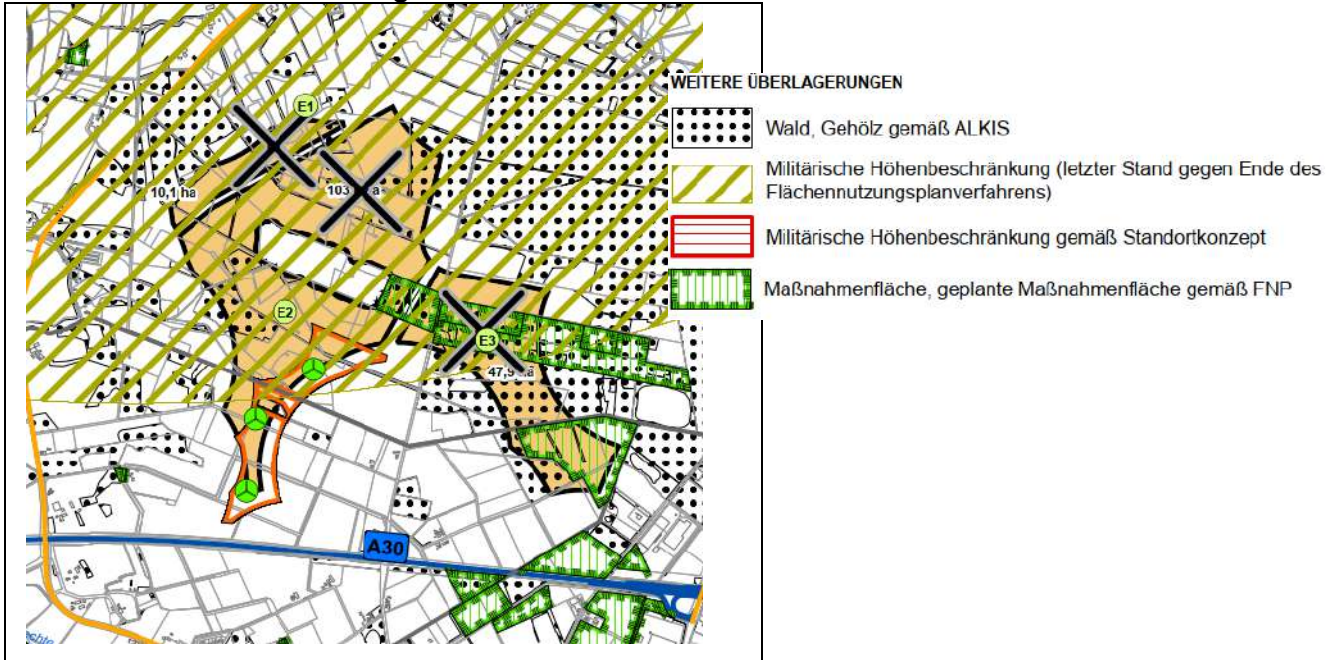 E1
10,1 ha
103
a
E2
E3
A30
WEITERE ÜBERLAGERUNGEN
Wald, Gehölz gemäß ALKIS
Militärische Höhenbeschränkung (letzter Stand gegen Ende des
Flächennutzungsplanverfahrens)
Militärische Höhenbeschränkung gemäß Standortkonzept
Maßnahmenfläche, geplante Maßnahmenfläche gemäß FNP